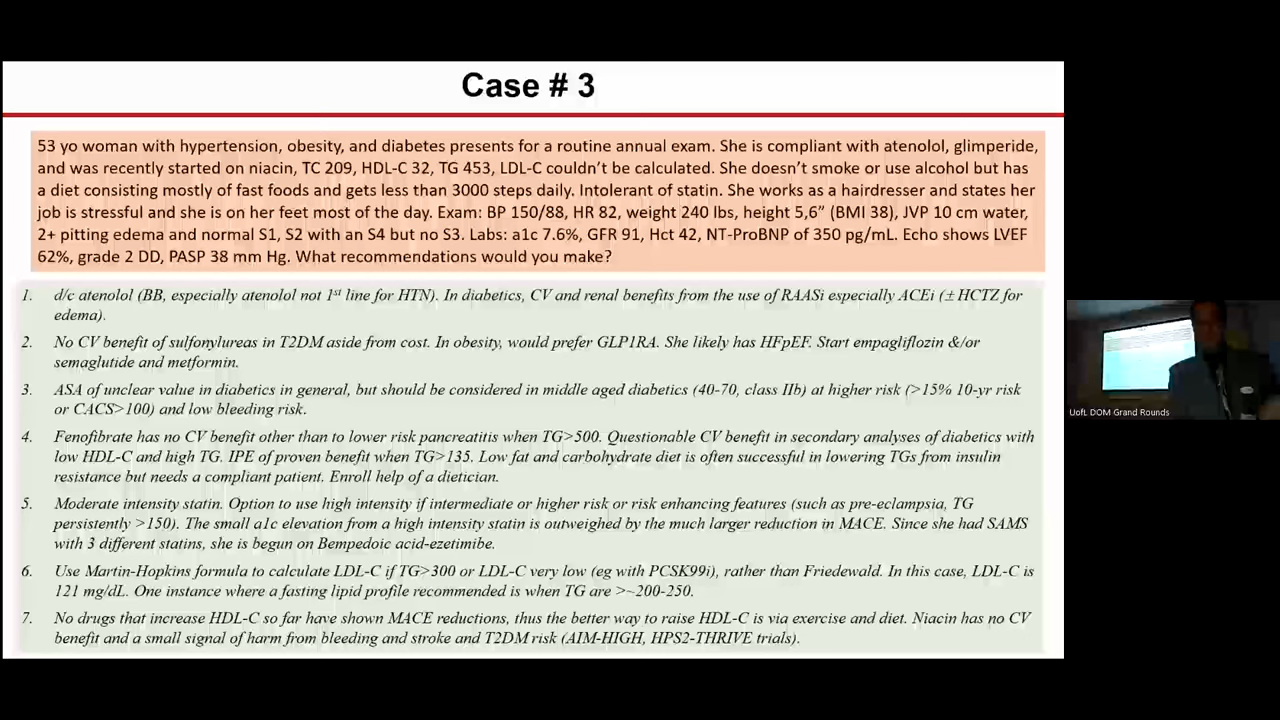 Case # 3
53 yo woman with hypertension, obesity, and diabetes presents for a routine annual exam. She is compliant with atenolol, glimperide,
and was recently started on niacin, TC 209, HDL-C 32, TG 453, LDL-C couldn't be calculated. She doesn't smoke or use alcohol but has
a diet consisting mostly of fast foods and gets less than 3000 steps daily. Intolerant of statin. She works as a hairdresser and states her
job is stressful and she is on her feet most of the day. Exam: BP 150/88, HR 82, weight 240 lbs, height 5,6” (BMI 38), JVP 10 cm water,
2+ pitting edema and normal S1, S2 with an S4 but no S3. Labs: a1c 7.6%, GFR 91, Hct 42, NT-ProBNP of 350 pg/mL. Echo shows LVEF
62%, grade 2 DD, PASP 38 mm Hg. What recommendations would you make?
1. d/c atenolol (BB, especially atenolol not 1st line for HTN). In diabetics, CV and renal benefits from the use of RAASi especially ACEi (± HCTZ for
edema).
2. No CV benefit of sulfonylureas in T2DM aside from cost. In obesity, would prefer GLP1RA. She likely has HFpEF. Start empagliflozin &/or
semaglutide and metformin.
3. ASA of unclear value in diabetics in general, but should be considered in middle aged diabetics (40-70, class IIb) at higher risk (>15% 10-yr risk
or CACS>100) and low bleeding risk.
4. Fenofibrate has no CV benefit other than to lower risk pancreatitis when TG>500. Questionable CV benefit in secondary analyses of diabetics with
low HDL-C and high TG. IPE of proven benefit when TG>135. Low fat and carbohydrate diet is often successful in lowering TGs from insulin
resistance but needs a compliant patient. Enroll help of a dietician.
5. Moderate intensity statin. Option to use high intensity if intermediate or higher risk or risk enhancing features (such as pre-eclampsia, TG
persistently >150). The small a1c elevation from a high intensity statin is outweighed by the much larger reduction in MACE. Since she had SAMS
with 3 different statins, she is begun on Bempedoic acid-ezetimibe.
6. Use Martin-Hopkins formula to calculate LDL-C if TG>300 or LDL-C very low (eg with PCSK99i), rather than Friedewald. In this case, LDL-C is
121 mg/dL. One instance where a fasting lipid profile recommended is when TG are >~200-250.
7. No drugs that increase HDL-C so far have shown MACE reductions, thus the better way to raise HDL-C is via exercise and diet. Niacin has no CV
benefit and a small signal of harm from bleeding and stroke and T2DM risk (AIM-HIGH, HPS2-THRIVE trials).
UofL DOM Grand Rounds